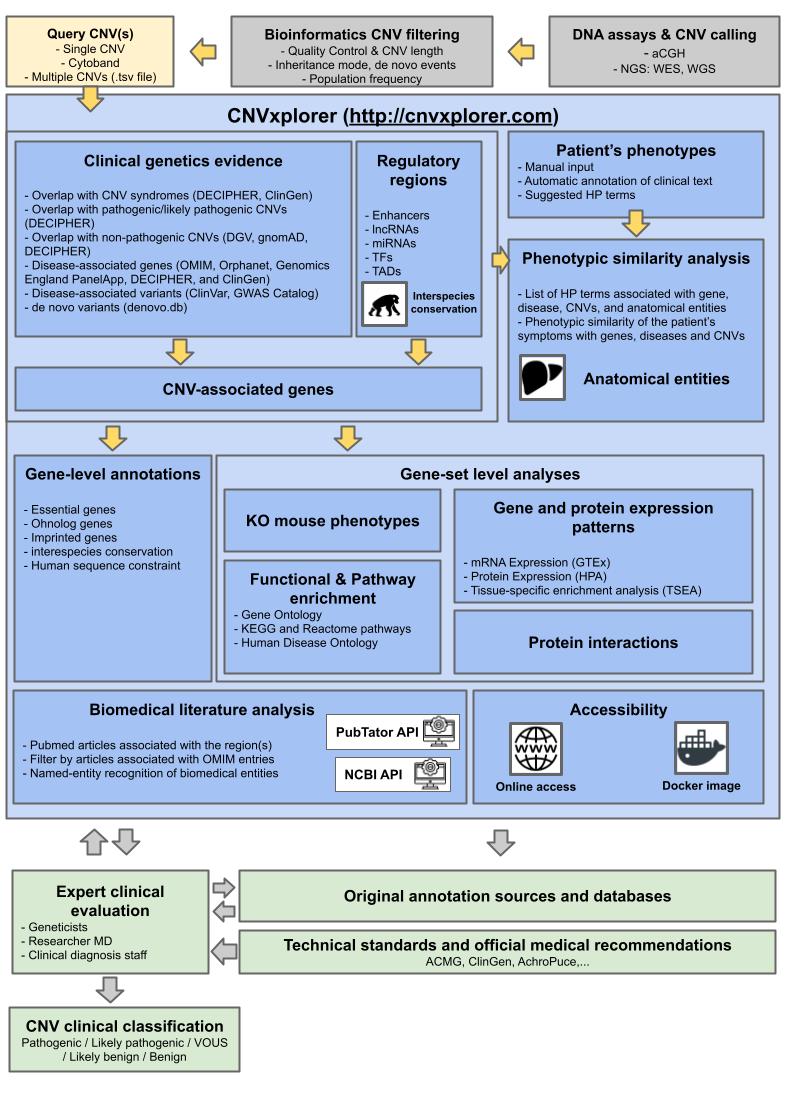 Query CNV(s)
- Single CNV
- Cytoband
- Multiple CNVs (.tsv file)
Bioinformatics CNV filtering
- Quality Control & CNV length
- Inheritance mode, de novo events
- Population frequency
DNA assays & CNV calling
- aCGH
- NGS: WES, WGS
CNVxplorer (http://cnvxplorer.com)
Clinical genetics evidence
- Overlap with CNV syndromes (DECIPHER, ClinGen)
- Overlap with pathogenic/likely pathogenic CNVs
(DECIPHER)
- Overlap with non-pathogenic CNVs (DGV, gnomAD,
DECIPHER)
- Disease-associated genes (OMIM, Orphanet, Genomics
England PanelApp, DECIPHER, and ClinGen)
- Disease-associated variants (ClinVar, GWAS Catalog)
- de novo variants (denovo.db)
Regulatory
regions
- Enhancers
- lncRNAs
- miRNAs
- TFs
- TADs
Interspecies
conservation
Patient's phenotypes
- Manual input
- Automatic annotation of clinical text
- Suggested HP terms
Phenotypic similarity analysis
- List of HP terms associated with gene,
disease, CNVs, and anatomical entities
- Phenotypic similarity of the patient's
symptoms with genes, diseases and CNVs
Anatomical entities
CNV-associated genes
Gene-level annotations
- Essential genes
- Ohnolog genes
- Imprinted genes
- interespecies conservation
- Human sequence constraint
Gene-set level analyses
KO mouse phenotypes
Functional & Pathway
enrichment
- Gene Ontology
- KEGG and Reactome pathways
- Human Disease Ontology
Gene and protein expression
patterns
- mRNA Expression (GTEx)
- Protein Expression (HPA)
- Tissue-specific enrichment analysis (TSEA)
Protein interactions
Biomedical literature analysis
- Pubmed articles associated with the region(s)
- Filter by articles associated with OMIM entries
- Named-entity recognition of biomedical entities
PubTator API
NCBI API
Accessibility
WWW
Online access
Docker image
Expert clinical
evaluation
- Geneticists
- Researcher MD
- Clinical diagnosis staff
Original annotation sources and databases
Technical standards and official medical recommendations
ACMG, ClinGen, AchroPuce,...
CNV clinical classification
Pathogenic / Likely pathogenic / VOUS
/ Likely benign / Benign